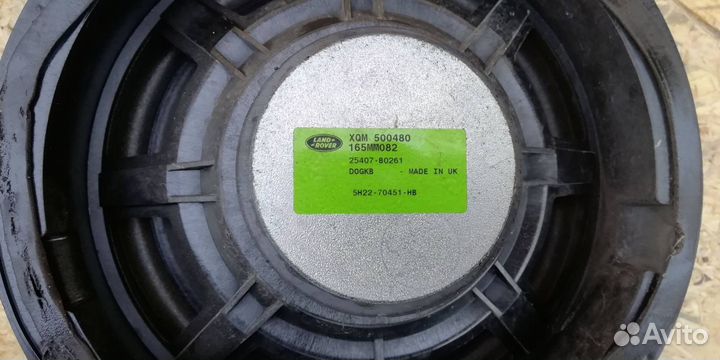 LAND ROVER
XQM 500480
165MM082
25407-80261
DOGKB - MADE IN UK
5H22-70451-HB
Avito